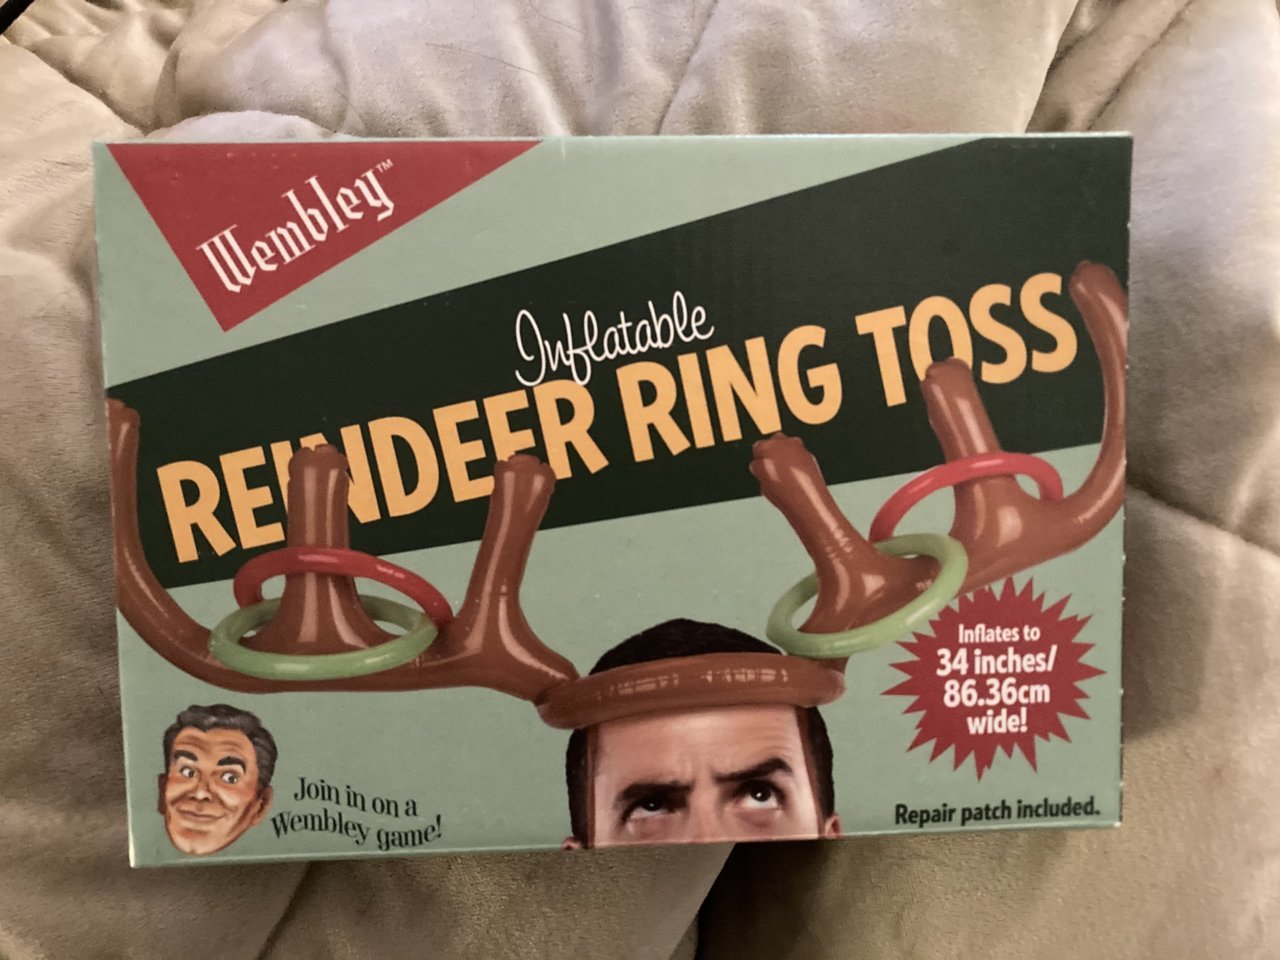 Wembley™
Inflatable
REINDEER RING TOSS
Inflates to
34 inches/
86.36cm
wide!
Join in on a
Wembley game!
Repair patch included.